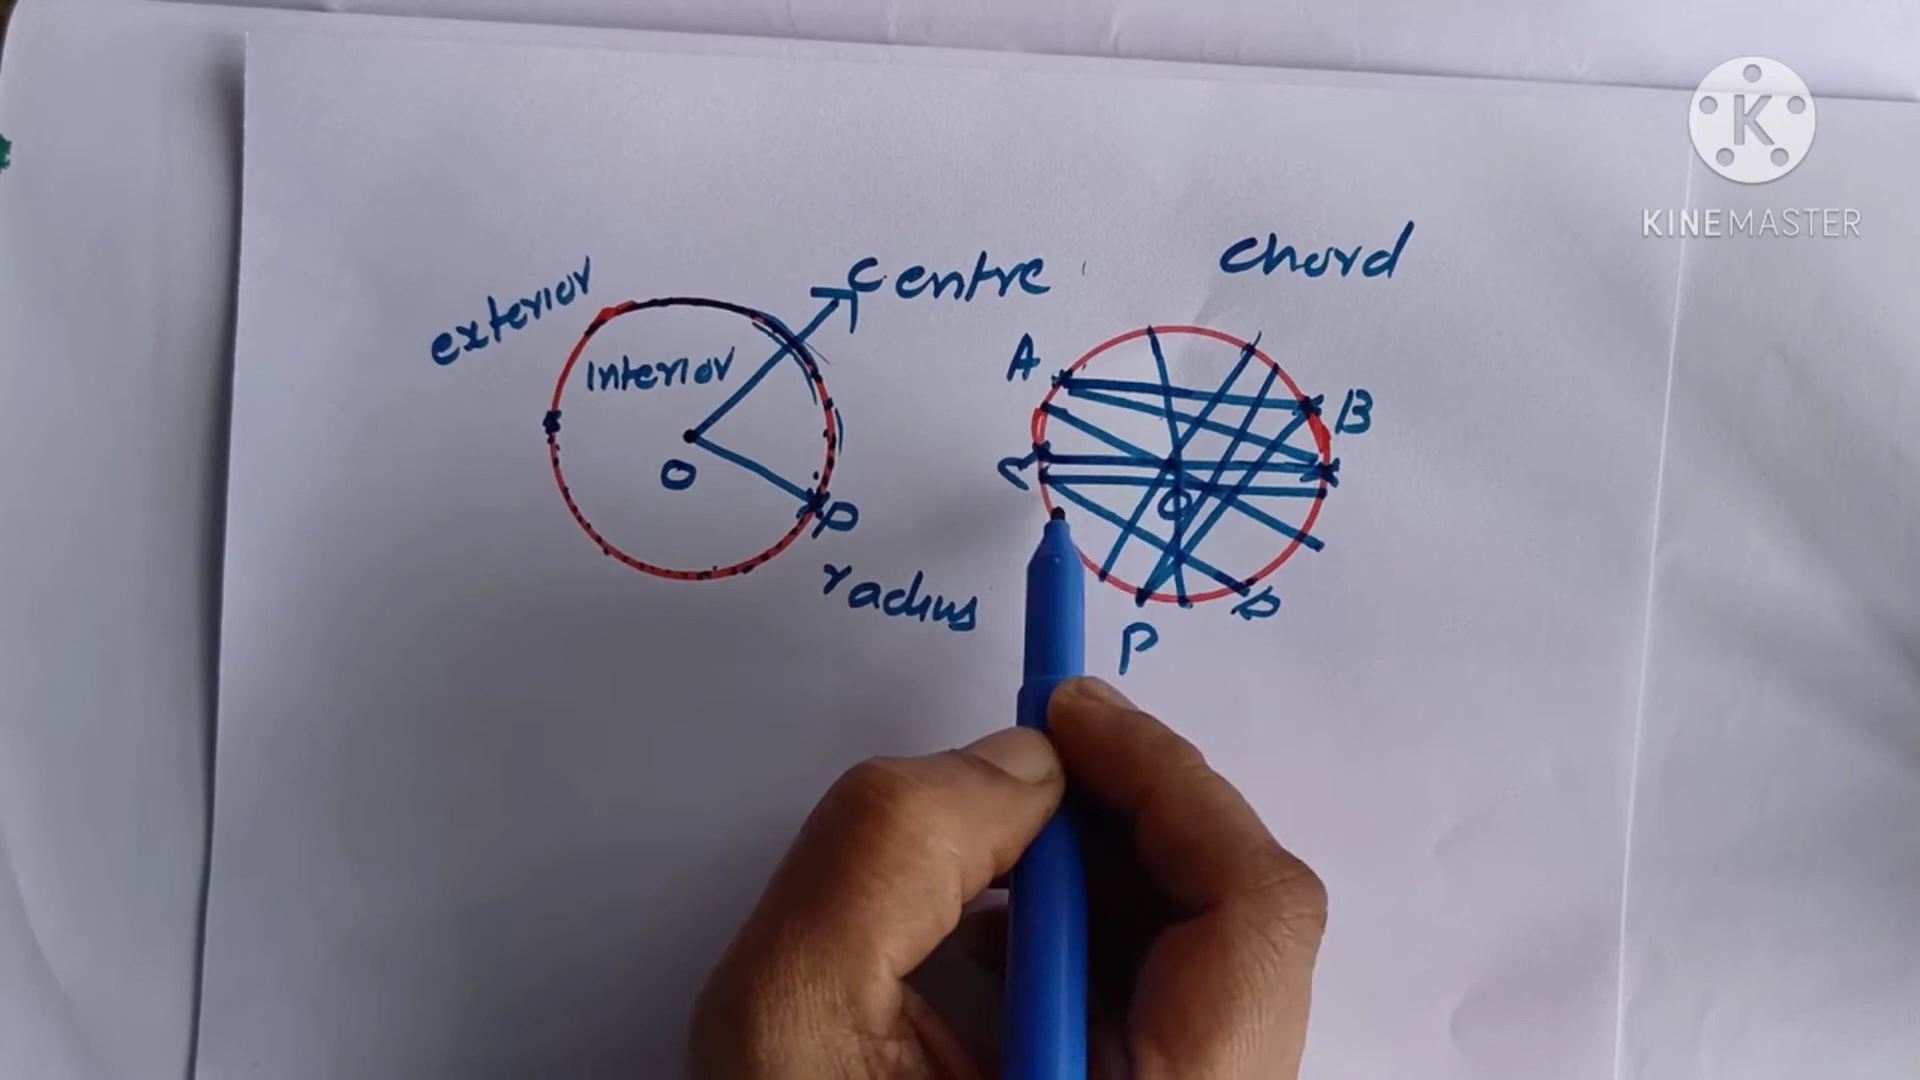 exterior
Interior
centre
O
P
radius
chord
A
B
C
O
D
P
K
KINEMASTER